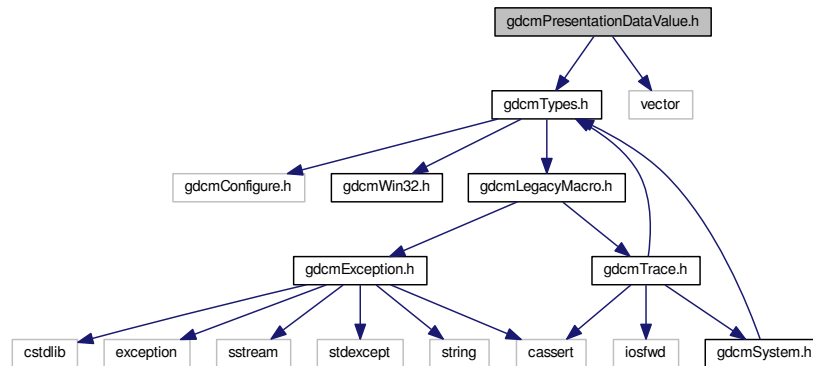 gdcmPresentationDataValue.h
gdcmTypes.h
vector
gdcmConfigure.h
gdcmWin32.h
gdcmLegacyMacro.h
gdcmException.h
gdcmTrace.h
cstdlib
exception
sstream
stdexcept
string
cassert
iosfwd
gdcmSystem.h